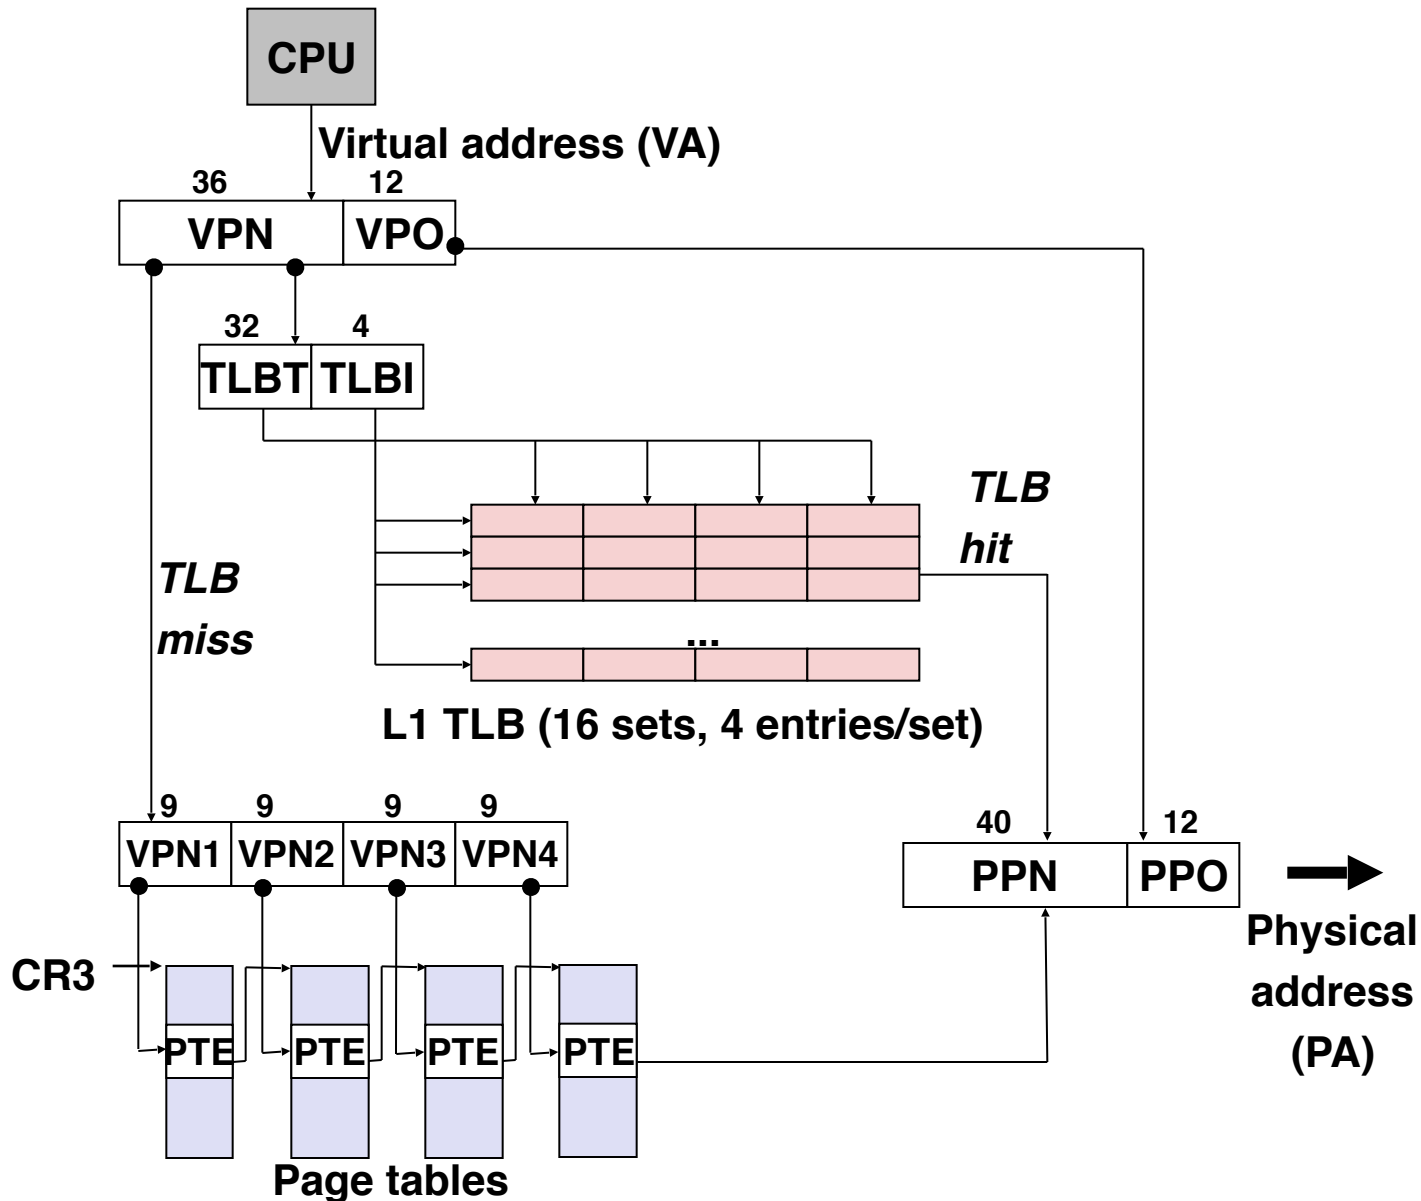 CPU
Virtual address (VA)
36 12
VPN VPO
32 4
TLBT TLBI
TLB
hit
TLB
miss
...
L1 TLB (16 sets, 4 entries/set)
9 9 9 9
VPN1 VPN2 VPN3 VPN4
40 12
PPN PPO
Physical
address
(PA)
CR3
PTE PTE PTE PTE
Page tables